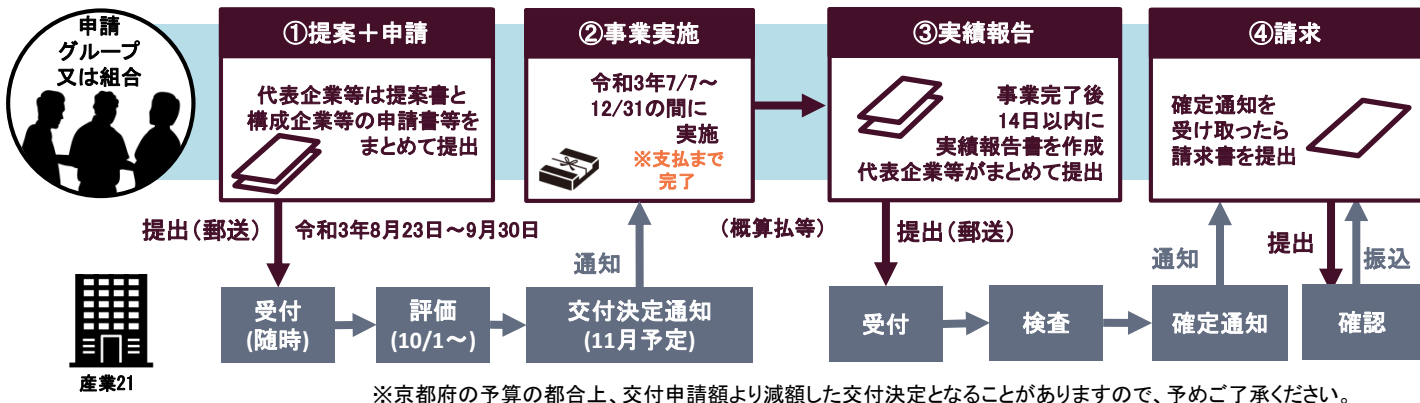 申請
グループ
又は組合
①提案＋申請
代表企業等は提案書と
構成企業等の申請書等を
まとめて提出
②事業実施
令和3年7/7～
12/31の間に
実施
※支払まで
完了
③実績報告
事業完了後
14日以内に
実績報告書を作成
代表企業等がまとめて提出
④請求
確定通知を
受け取ったら
請求書を提出
提出（郵送）
令和3年8月23日～9月30日
通知
（概算払等）
提出（郵送）
通知
提出
振込
産業21
受付
(随時)
評価
(10/1～)
交付決定通知
(11月予定)
受付
検査
確定通知
確認
※京都府の予算の都合上、交付申請額より減額した交付決定となることがありますので、予めご了承ください。